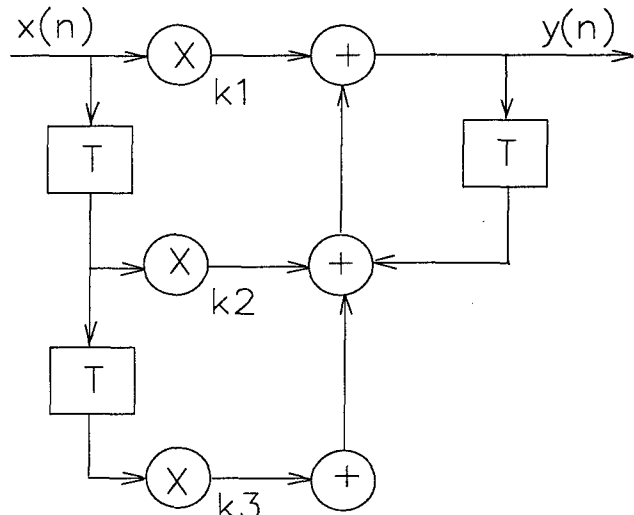 x(n)
y(n)
X
+
k1
T
T
X
+
k2
T
X
+
k3